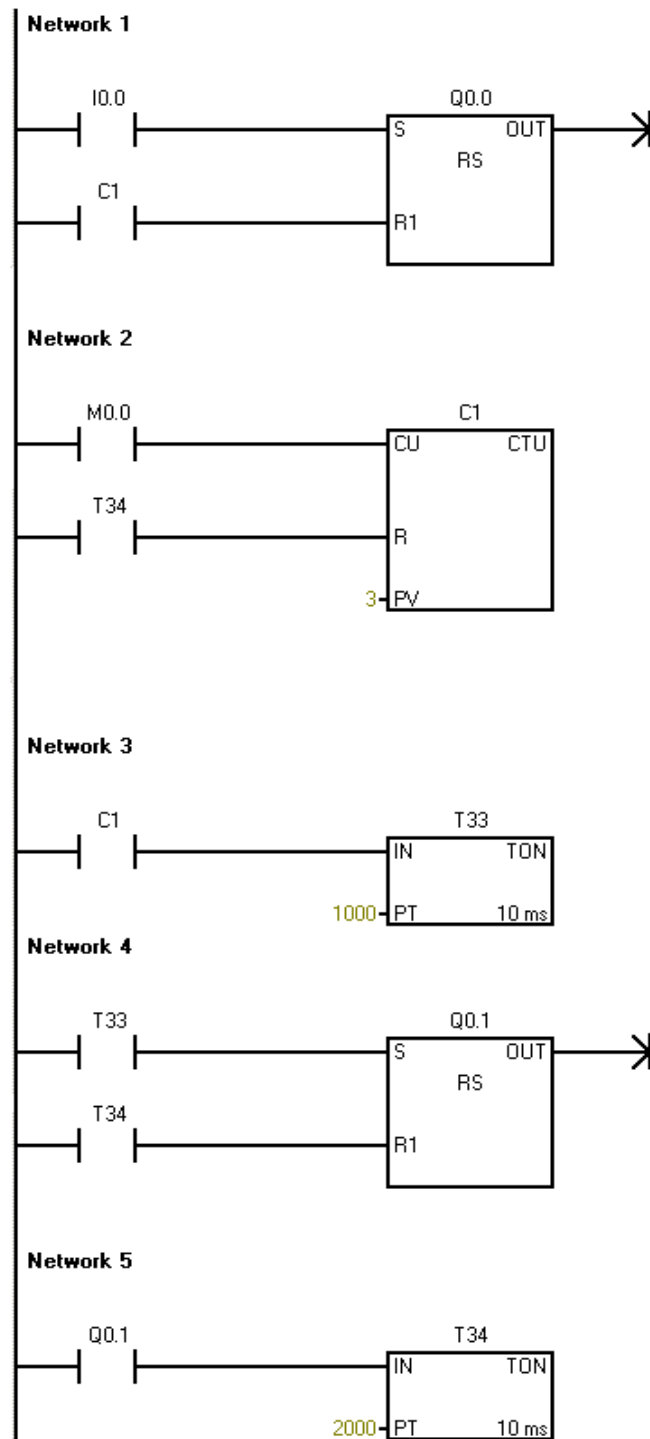 Network 1
I0.0 Q0.0
S OUT
RS
C1
R1
Network 2
M0.0 C1
CU CTU
T34
R
3 PV
Network 3
C1 T33
IN TON
1000 PT 10 ms
Network 4
T33 Q0.1
S OUT
RS
T34
R1
Network 5
Q0.1 T34
IN TON
2000 PT 10 ms